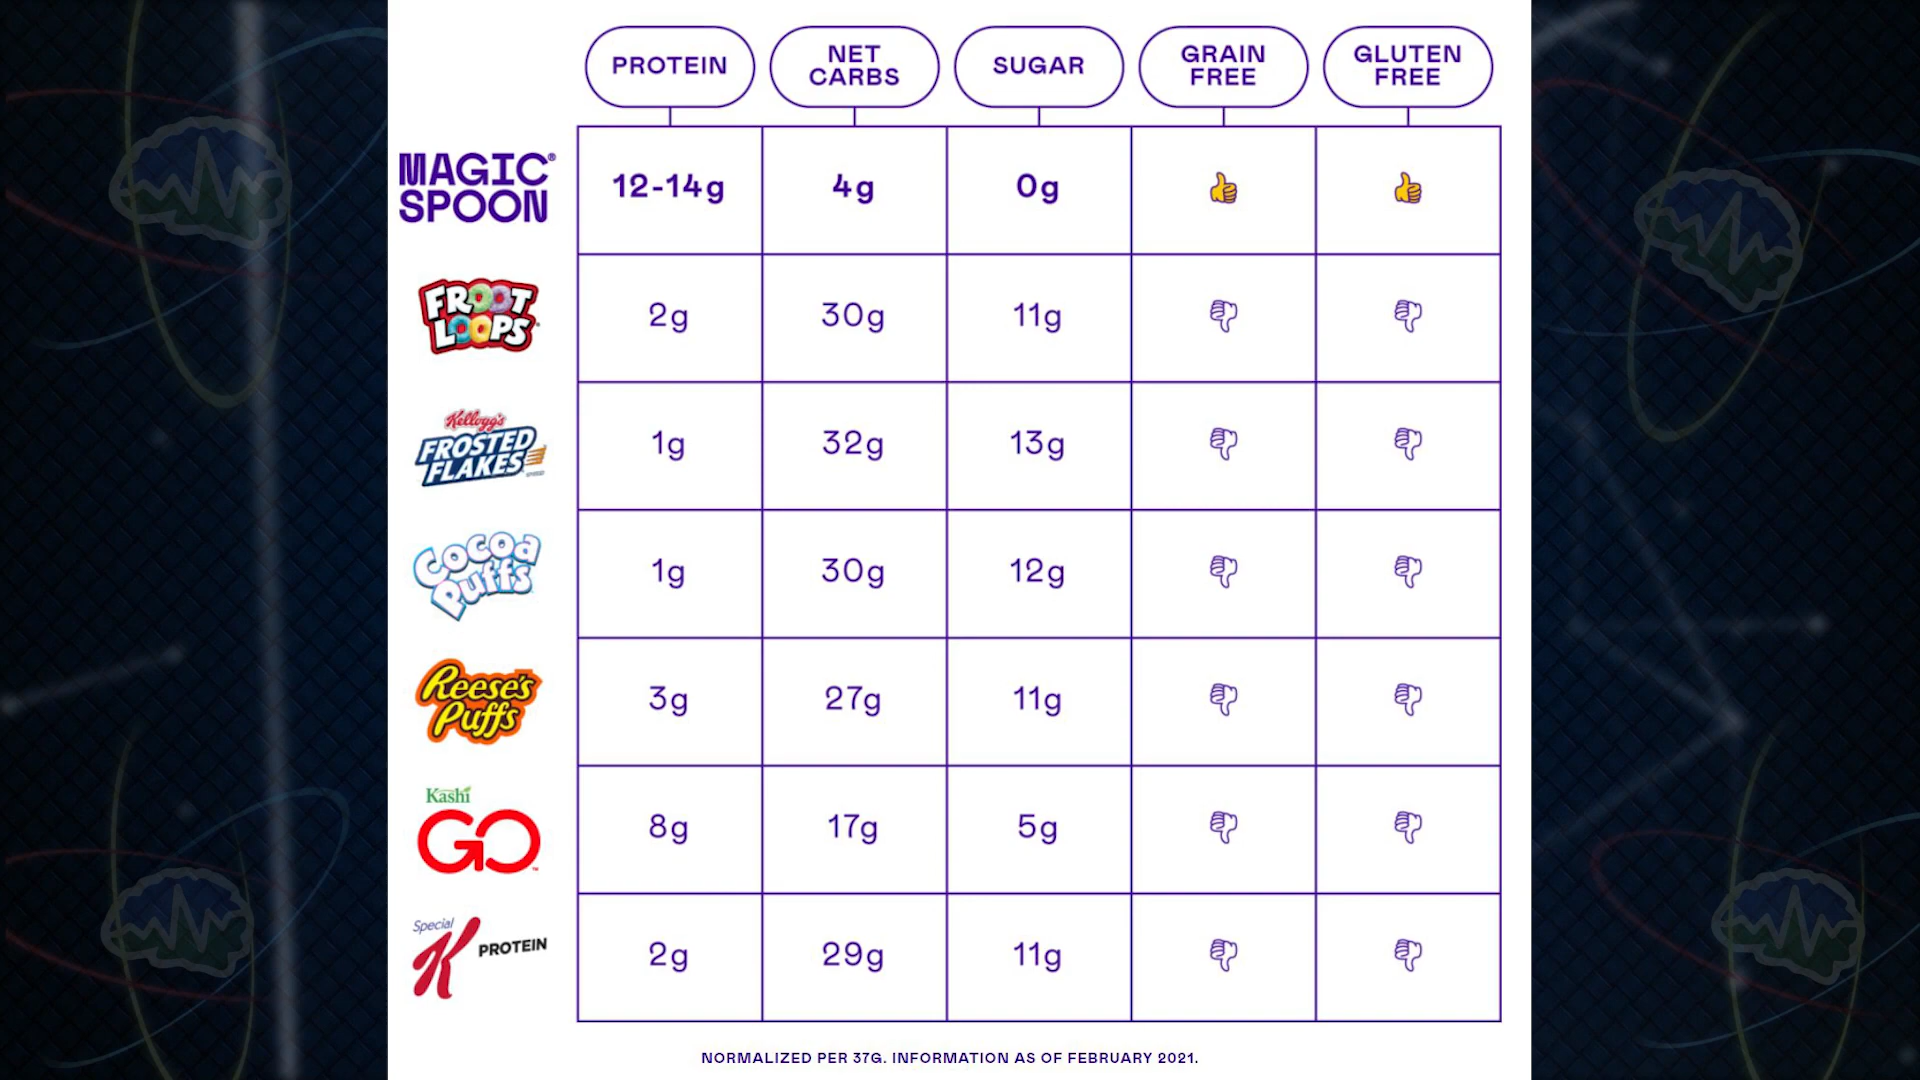 PROTEIN
NET
CARBS
SUGAR
GRAIN
FREE
GLUTEN
FREE
MAGIC®
SPOON
12-14g 4g 0g
FROOT
LOOPS
2g 30g 11g
Kellogg's
FROSTED
FLAKES
1g 32g 13g
Cocoa
Puffs
1g 30g 12g
Reese's
Puffs
3g 27g 11g
Kashi
GO
8g 17g 5g
Special
K PROTEIN
2g 29g 11g
NORMALIZED PER 37G. INFORMATION AS OF FEBRUARY 2021.